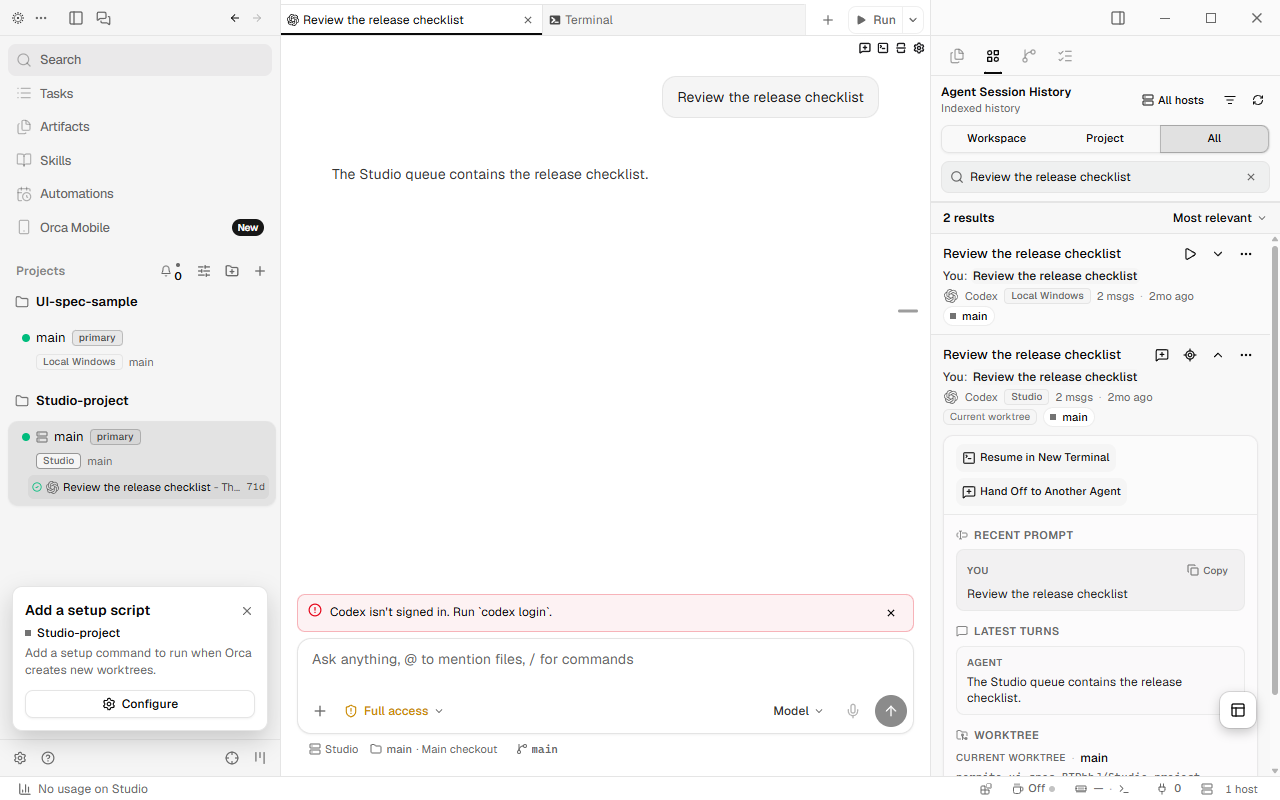 Review the release checklist
Terminal
Run
Search
Tasks
Artifacts
Skills
Automations
Orca Mobile
New
Projects
0
UI-spec-sample
main
primary
Local Windows
main
Studio-project
main
primary
Studio
main
Review the release checklist - Th...
71d
Add a setup script
Studio-project
Add a setup command to run when Orca
creates new worktrees.
Configure
Review the release checklist
The Studio queue contains the release checklist.
Codex isn't signed in. Run `codex login`.
Ask anything, @ to mention files, / for commands
Full access
Model
Studio
main · Main checkout
main
Agent Session History
Indexed history
All hosts
Workspace
Project
All
Review the release checklist
2 results
Most relevant
Review the release checklist
You: Review the release checklist
Codex
Local Windows
2 msgs · 2mo ago
main
Review the release checklist
You: Review the release checklist
Codex
Studio
2 msgs · 2mo ago
Current worktree
main
Resume in New Terminal
Hand Off to Another Agent
RECENT PROMPT
YOU
Copy
Review the release checklist
LATEST TURNS
AGENT
The Studio queue contains the release
checklist.
WORKTREE
CURRENT WORKTREE · main
No usage on Studio
Off
0
1 host